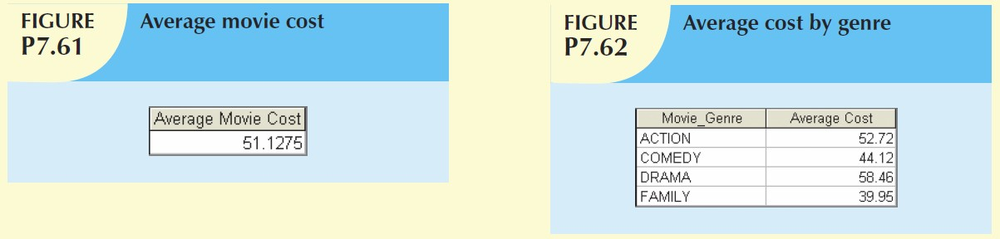 FIGURE P7.61
Average movie cost
Average Movie Cost
51.1275
FIGURE P7.62
Average cost by genre
Movie_Genre Average Cost
ACTION 52.72
COMEDY 44.12
DRAMA 58.46
FAMILY 39.95